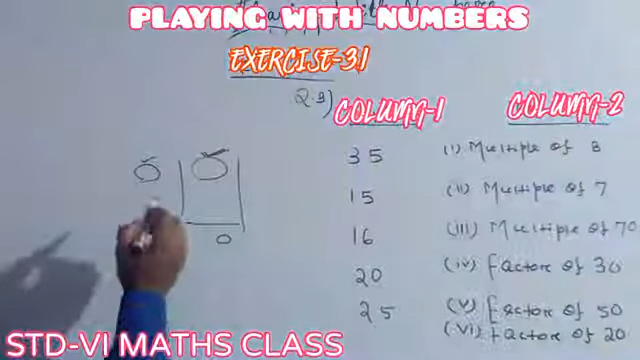 PLAYING WITH NUMBERS
EXERCISE-3.1
Q.3)
COLUMN-1
COLUMN-2
35 (i) Multiple of 8
15 (ii) Multiple of 7
16 (iii) Multiple of 70
20 (iv) Factor of 30
25 (v) Factor of 50
(vi) Factor of 20
0
STD-VI MATHS CLASS